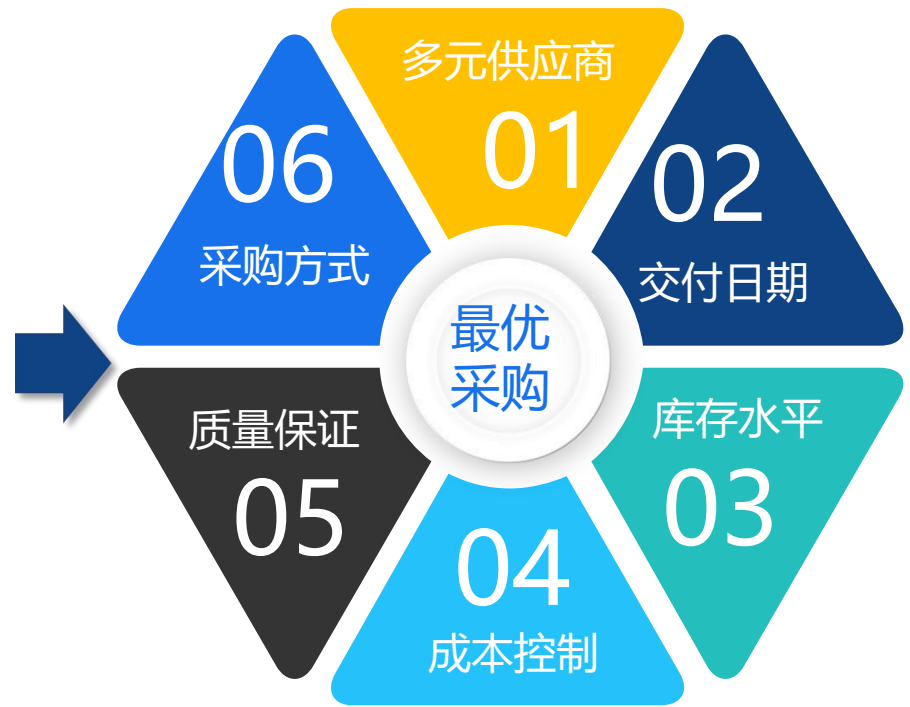 多元供应商
01
02
交付日期
库存水平
03
04
成本控制
质量保证
05
06
采购方式
最优
采购